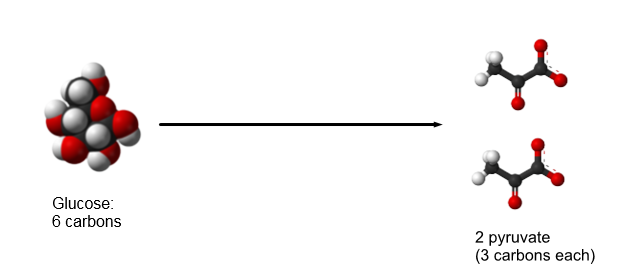 Glucose:
6 carbons
2 pyruvate
(3 carbons each)